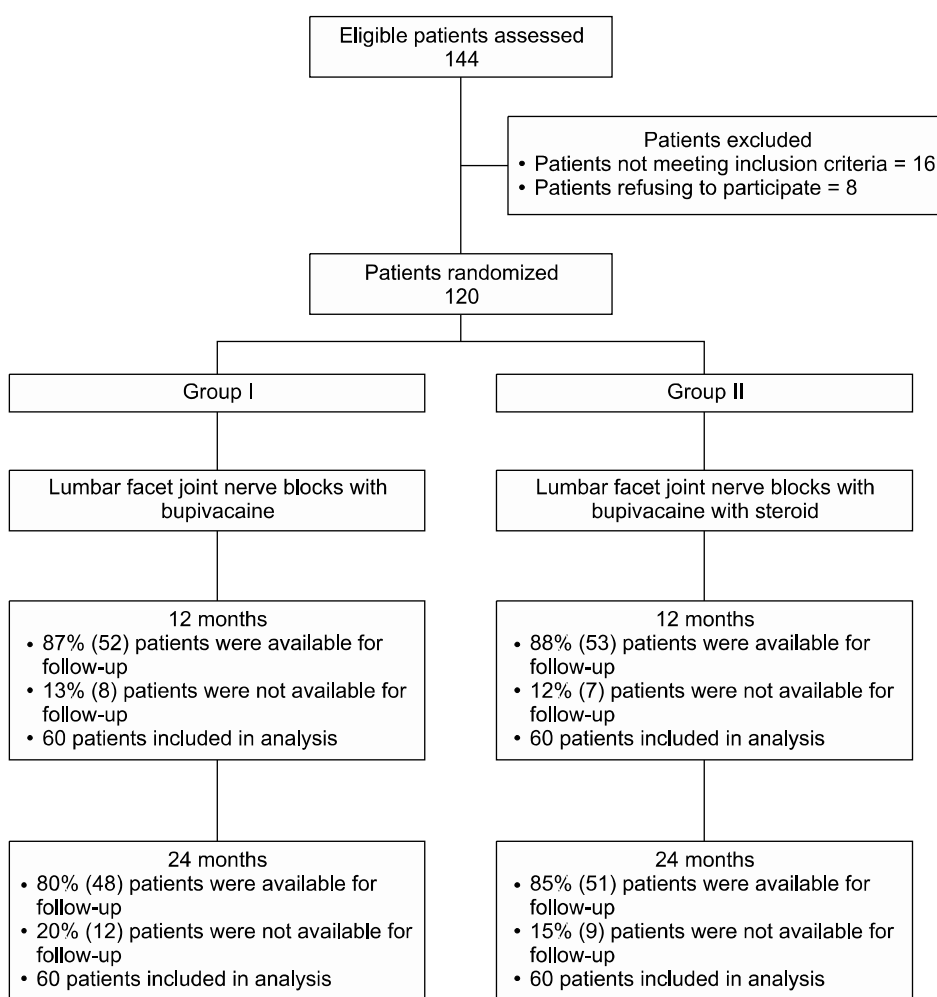 Eligible patients assessed
144
Patients excluded
• Patients not meeting inclusion criteria = 16
• Patients refusing to participate = 8
Patients randomized
120
Group I
Group II
Lumbar facet joint nerve blocks with
bupivacaine
Lumbar facet joint nerve blocks with
bupivacaine with steroid
12 months
• 87% (52) patients were available for
follow-up
• 13% (8) patients were not available for
follow-up
• 60 patients included in analysis
12 months
• 88% (53) patients were available for
follow-up
• 12% (7) patients were not available for
follow-up
• 60 patients included in analysis
24 months
• 80% (48) patients were available for
follow-up
• 20% (12) patients were not available for
follow-up
• 60 patients included in analysis
24 months
• 85% (51) patients were available for
follow-up
• 15% (9) patients were not available for
follow-up
• 60 patients included in analysis